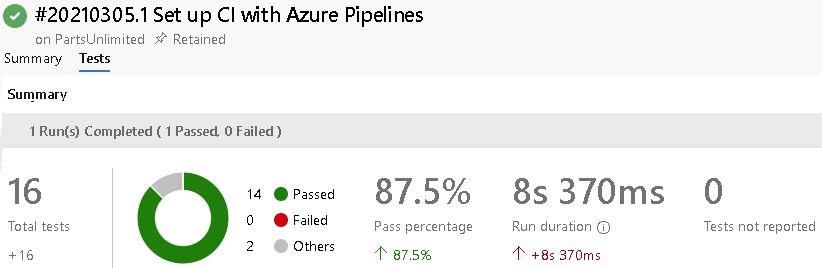 #20210305.1 Set up CI with Azure Pipelines
on PartsUnlimited Retained
Summary Tests
Summary
1 Run(s) Completed ( 1 Passed, 0 Failed )
16
Total tests
+16
14 Passed
0 Failed
2 Others
87.5%
Pass percentage
↑ 87.5%
8s 370ms
Run duration
↑ +8s 370ms
0
Tests not reported